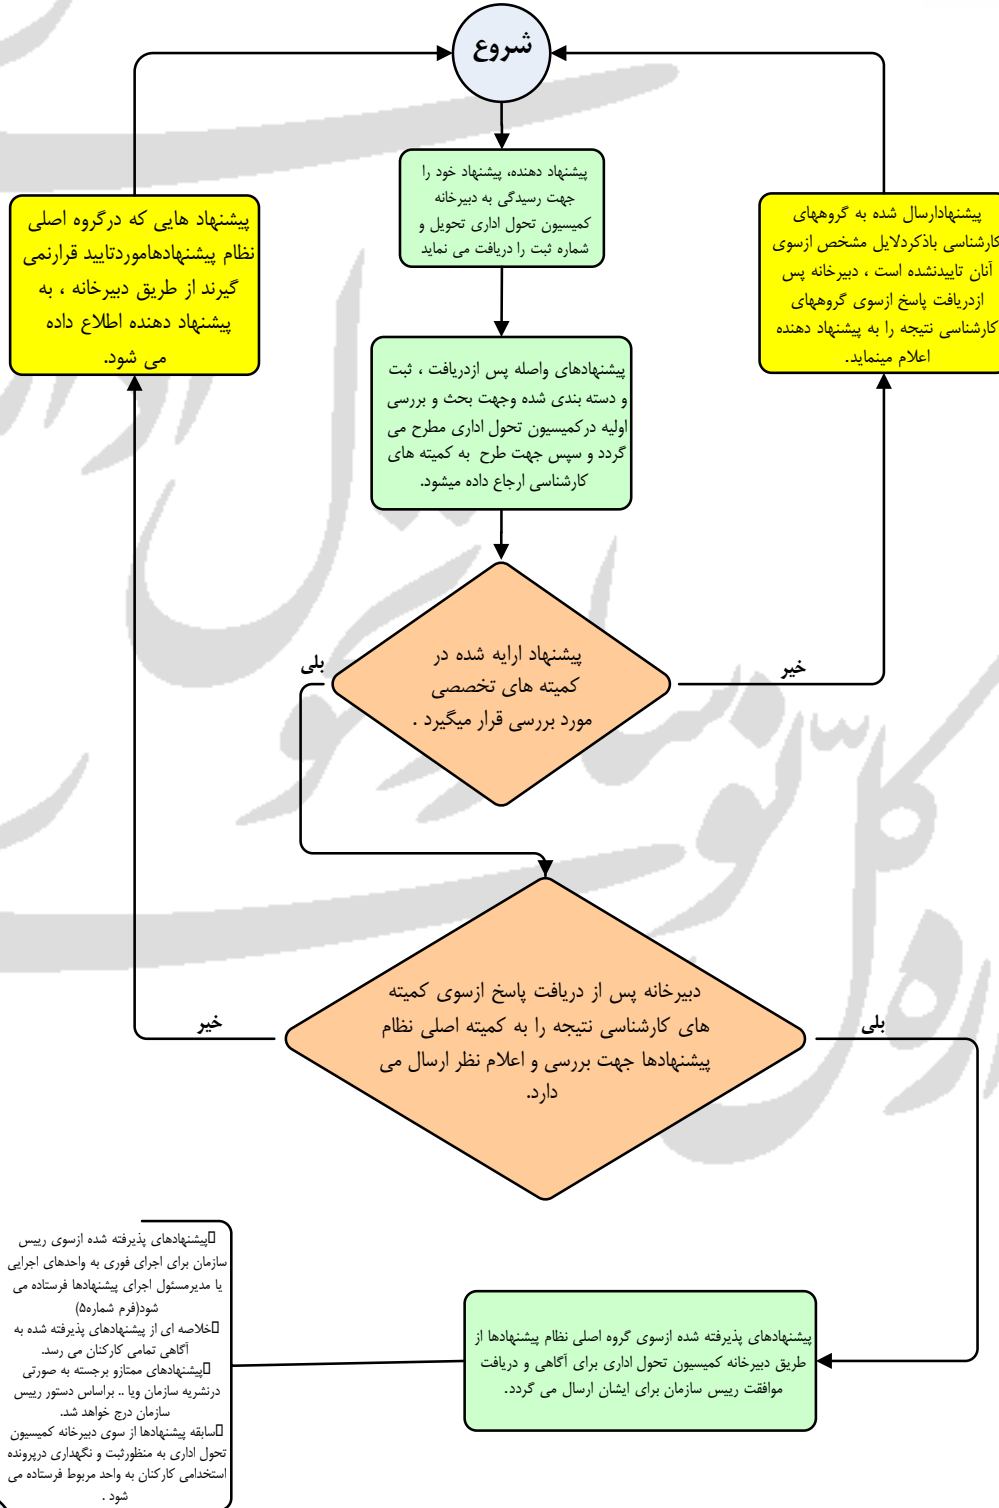 شروع
پیشنهاد دهنده، پیشنهاد خود را
جهت رسیدگی به دبیرخانه
کمیسیون تحول اداری تحویل و
شماره ثبت را دریافت می نماید
پیشنهاد هایی که درگروه اصلی
نظام پیشنهادهاموردتایید قرارنمی
گیرند از طریق دبیرخانه ، به
پیشنهاد دهنده اطلاع داده
می شود.
پیشنهادارسال شده به گروههای
کارشناسی باذکردلایل مشخص ازسوی
آنان تاییدنشده است ، دبیرخانه پس
ازدریافت پاسخ ازسوی گروههای
کارشناسی نتیجه را به پیشنهاد دهنده
اعلام مینماید.
پیشنهادهای واصله پس ازدریافت ، ثبت
و دسته بندی شده وجهت بحث و بررسی
اولیه درکمیسیون تحول اداری مطرح می
گردد و سپس جهت طرح به کمیته های
کارشناسی ارجاع داده میشود.
پیشنهاد ارایه شده در
کمیته های تخصصی
مورد بررسی قرار میگیرد .
بلی
خیر
دبیرخانه پس از دریافت پاسخ ازسوی کمیته
های کارشناسی نتیجه را به کمیته اصلی نظام
پیشنهادها جهت بررسی و اعلام نظر ارسال می
دارد.
خیر
بلی
پیشنهادهای پذیرفته شده ازسوی گروه اصلی نظام پیشنهادها از
طریق دبیرخانه کمیسیون تحول اداری برای آگاهی و دریافت
موافقت رییس سازمان برای ایشان ارسال می گردد.
پیشنهادهای پذیرفته شده ازسوی رییس
سازمان برای اجرای فوری به واحدهای اجرایی
یا مدیرمسئول اجرای پیشنهادها فرستاده می
شود(فرم شماره۵)
خلاصه ای از پیشنهادهای پذیرفته شده به
آگاهی تمامی کارکنان می رسد.
پیشنهادهای ممتازو برجسته به صورتی
درنشریه سازمان ویا .. براساس دستور رییس
سازمان درج خواهد شد.
سابقه پیشنهادها از سوی دبیرخانه کمیسیون
تحول اداری به منظورثبت و نگهداری درپرونده
استخدامی کارکنان به واحد مربوط فرستاده می
شود .